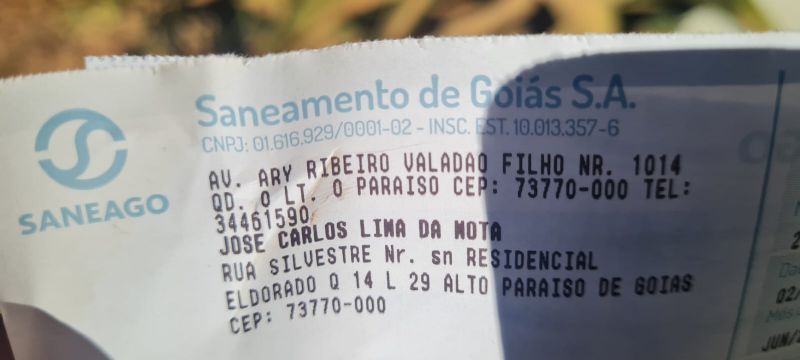 Saneamento de Goiás S.A.
CNPJ: 01.616.929/0001-02 - INSC. EST. 10.013.357-6
SANEAGO
AV. ARY RIBEIRO VALADAO FILHO NR. 1014
QD. 0 LT. 0 PARAISO CEP: 73770-000 TEL:
34461590
JOSE CARLOS LIMA DA MOTA
RUA SILVESTRE Nr. sn RESIDENCIAL
ELDORADO Q 14 L 29 ALTO PARAISO DE GOIAS
CEP: 73770-000
02/
JUN/